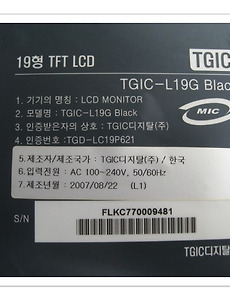 19형 TFT LCD
TGIC
TGIC-L19G Blac
1. 기기의 명칭 : LCD MONITOR
2. 모델명 : TGIC-L19G Black
3. 인증받은자의 상호 : TGIC디지탈(주)
4. 인증번호 : TGD-LC19P621
MIC
5. 제조자/제조국가 : TGIC디지탈(주) / 한국
6. 입력전원 : AC 100~240V, 50/60Hz
7. 제조년월 : 2007/08/22 (L1)
FLKC770009481
S/N
TGIC디지탈